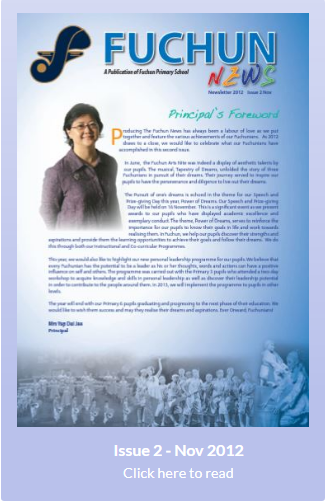 FUCHUN
A Publication of Fuchun Primary School
NEWS
Newsletter 2012 Issue 2 Nov
Principal's Foreword
Producing The Fuchun News has always been a labour of love as we put
together and feature the various achievements of our Fuchunians. As 2012
draws to a close, we would like to celebrate what our Fuchunians have
accomplished in this second issue.
In June, the Fuchun Arts Fete was indeed a display of aesthetic talents by
our pupils. The musical, Tapestry of Dreams, unfolded the story of three
Fuchunians in pursuit of their dreams. Their journey served to inspire our
pupils to have the perseverance and diligence to live out their dreams.
The Pursuit of one's dreams is echoed in the theme for our Speech and
Prize-giving Day this year, Power of Dreams. Our Speech and Prize-giving
Day will be held on 16 November. This is a significant event as we present
awards to our pupils who have displayed academic excellence and
exemplary conduct. The theme, Power of Dreams, serves to reinforce the
importance for our pupils to know their goals in life and work towards
realising them. In Fuchun, we help our pupils discover their strengths and
aspirations and provide them the learning opportunities to achieve their goals and follow their dreams. We do
this through both our Instructional and Co-curricular Programmes.
This year, we would also like to highlight our new personal leadership programme for our pupils. We believe that
every Fuchunian has the potential to be a leader as his or her thoughts, words and actions can have a positive
influence on self and others. The programme was carried out with the Primary 3 pupils who attended a two day
workshop to acquire knowledge and skills in personal leadership as well as discover their leadership potential
in order to contribute to the people around them. In 2013, we will implement the programme to pupils in other
levels.
The year will end with our Primary 6 pupils graduating and progressing to the next phase of their education. We
would like to wish them success and may they realise their dreams and aspirations. Ever Onward, Fuchunians!
Mrs Yap Chai
Principal
Issue 2 - Nov 2012
Click here to read